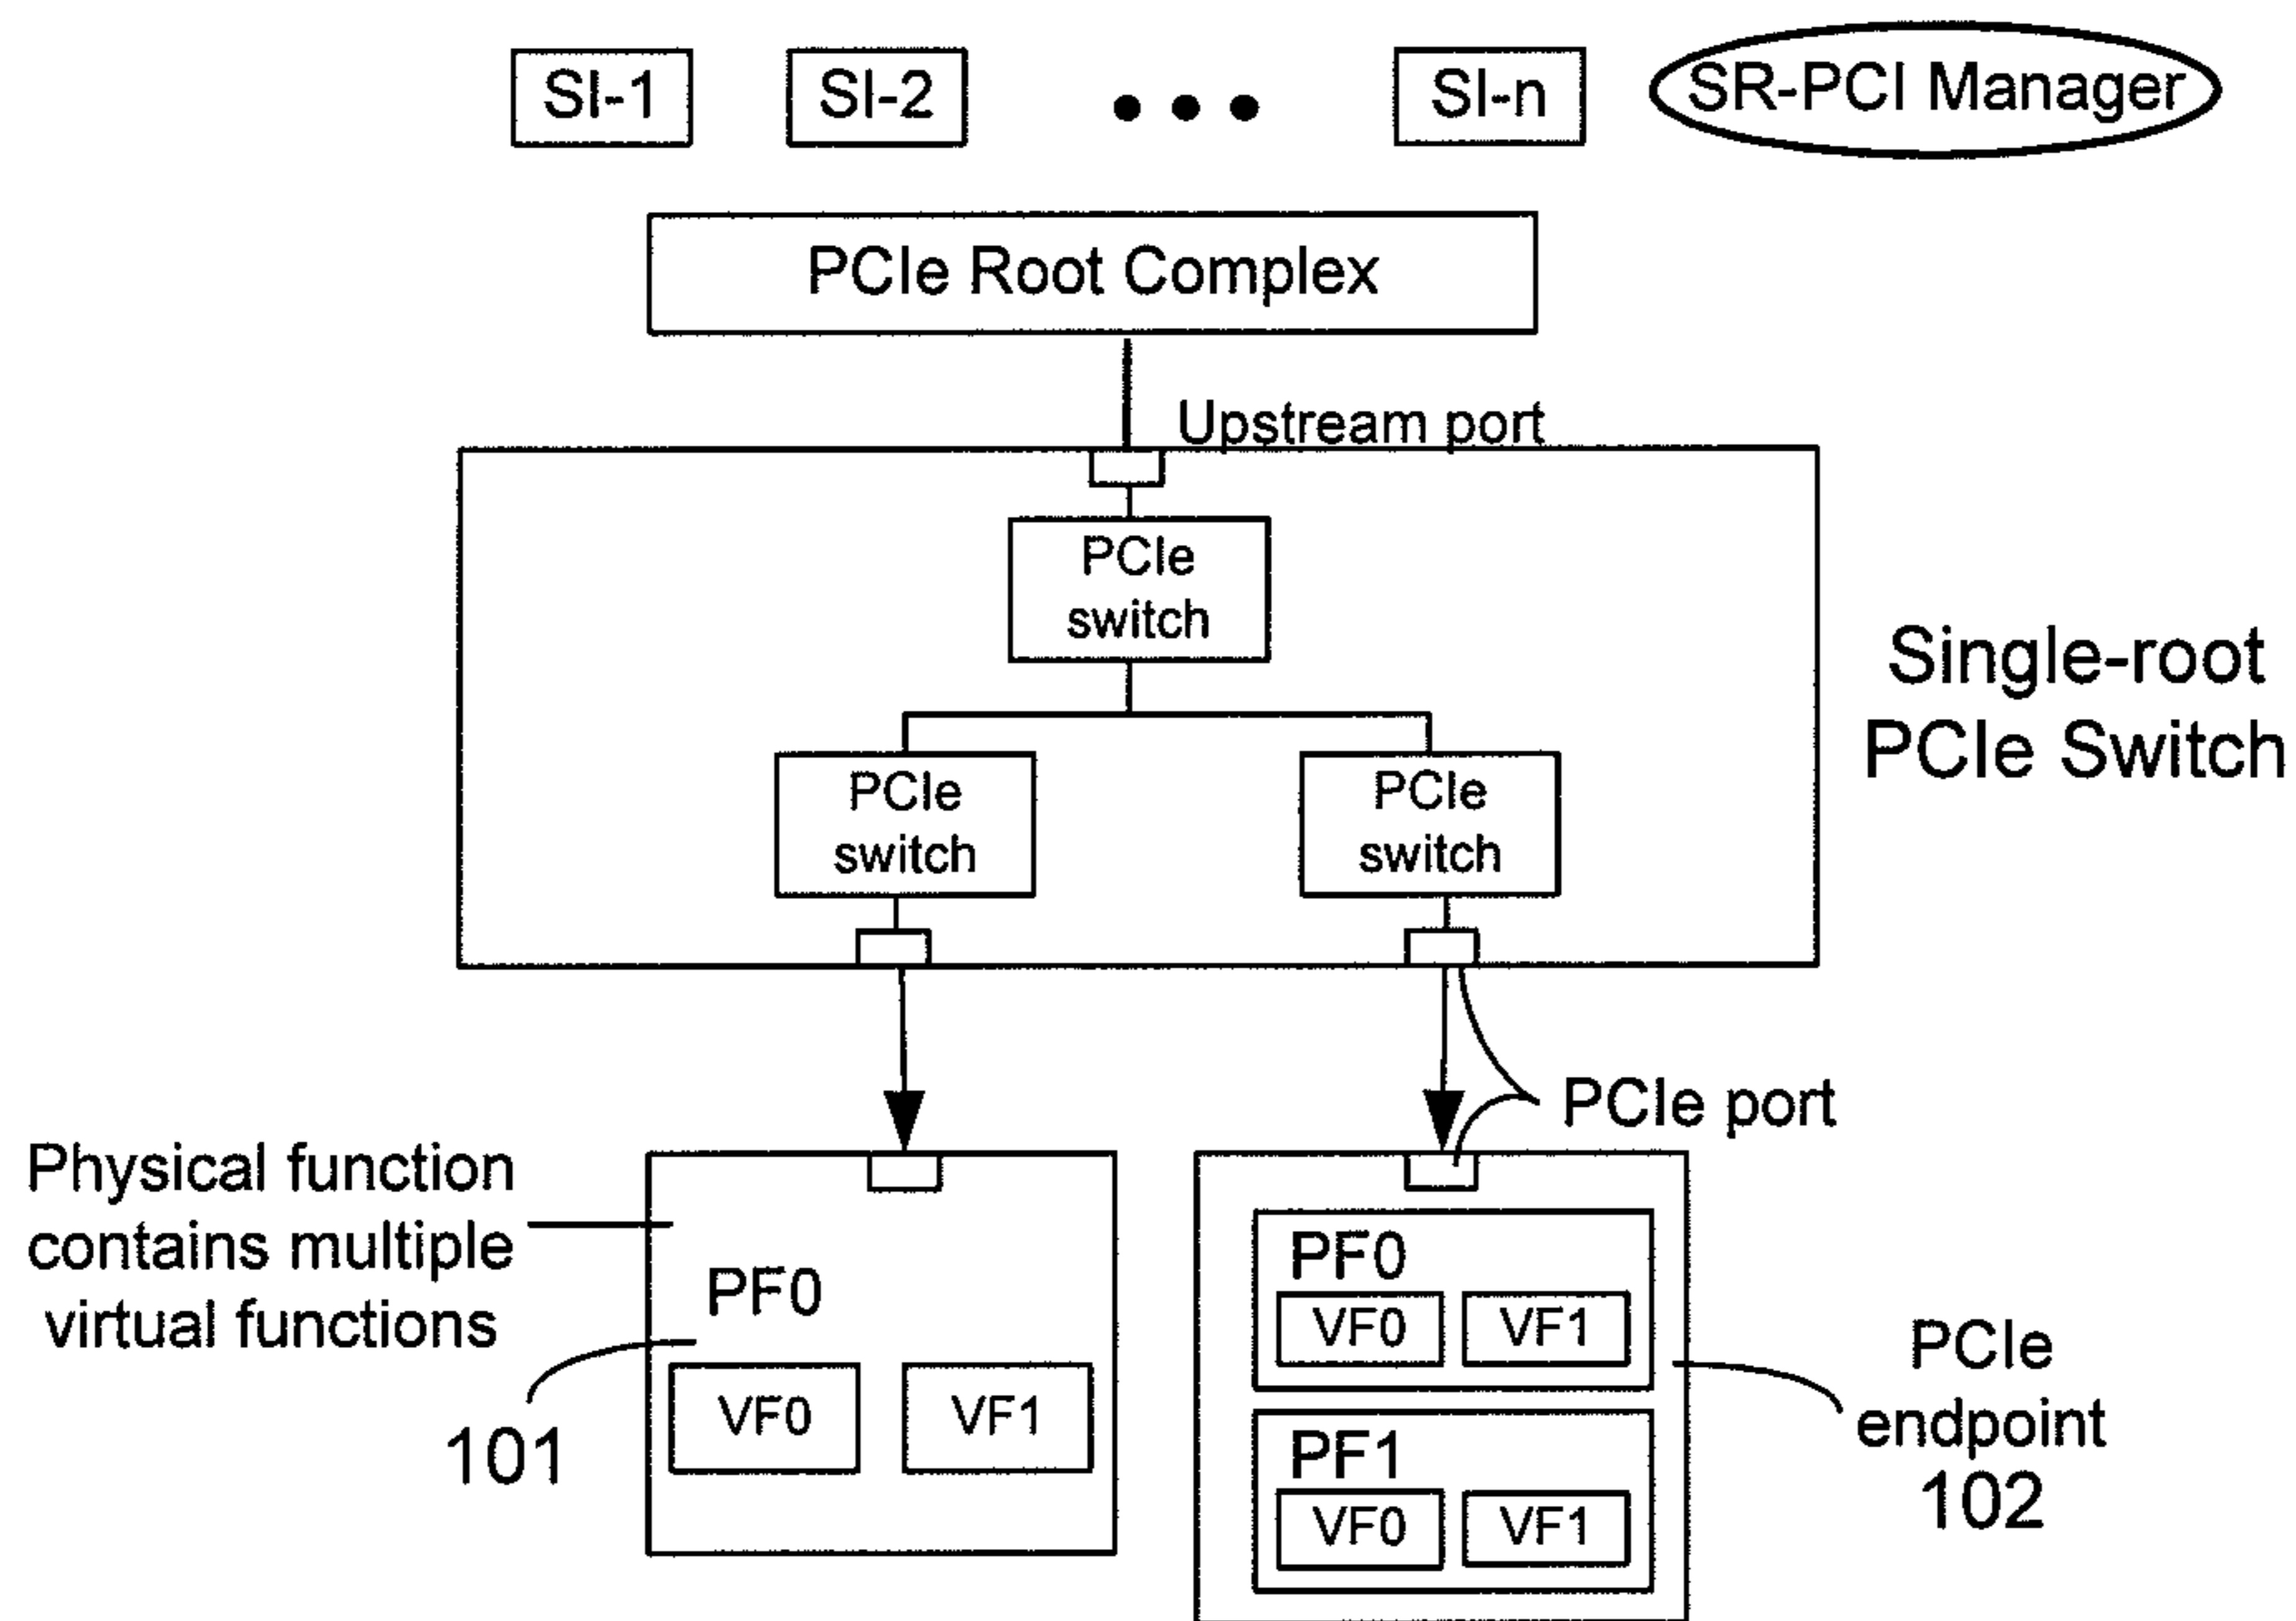 SI-1
SI-2
• • •
SI-n
SR-PCI Manager
PCIe Root Complex
Upstream port
PCIe
switch
Single-root
PCIe Switch
PCIe
switch
PCIe
switch
PCIe port
Physical function
contains multiple
virtual functions
PF0
VF0
VF1
101
PF0
VF0
VF1
PF1
VF0
VF1
PCIe
endpoint
102